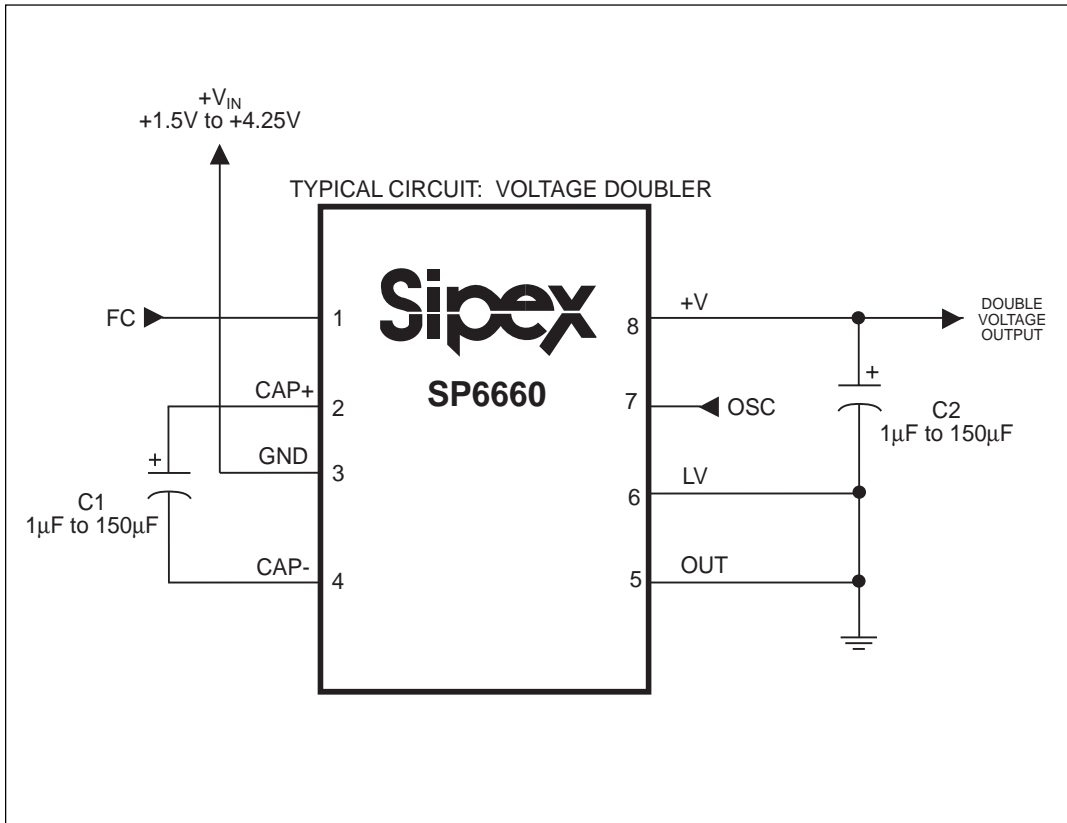 +VIN
+1.5V to +4.25V
TYPICAL CIRCUIT: VOLTAGE DOUBLER
Sipex
SP6660
FC
1
CAP+
2
GND
3
C1
1µF to 150µF
CAP-
4
+V
8
DOUBLE
VOLTAGE
OUTPUT
7
OSC
+
C2
1µF to 150µF
LV
6
OUT
5
+